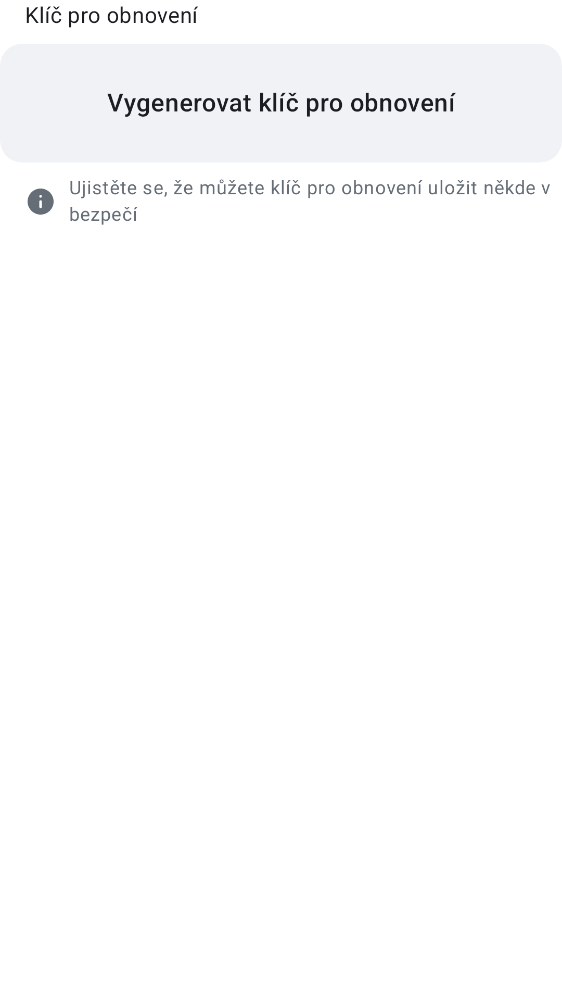 Klíč pro obnovení
Vygenerovat klíč pro obnovení
Ujistěte se, že můžete klíč pro obnovení uložit někde v
bezpečí